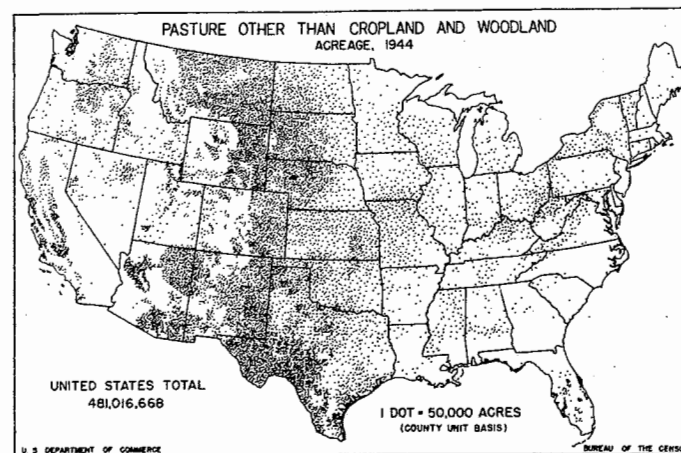 PASTURE OTHER THAN CROPLAND AND WOODLAND
ACREAGE, 1944
UNITED STATES TOTAL
481,016,668
1 DOT = 50,000 ACRES
(COUNTY UNIT BASIS)
U S DEPARTMENT OF COMMERCE
BUREAU OF THE